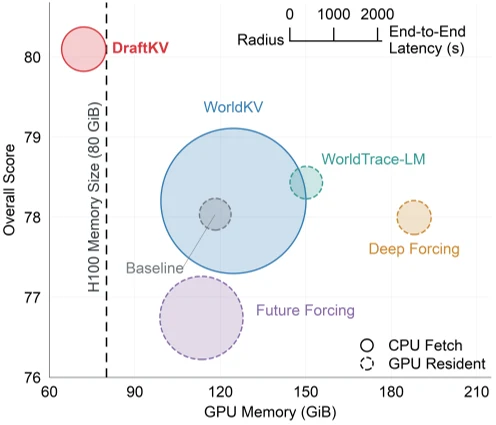 0 1000 2000
Radius
End-to-End
Latency (s)
80
DraftKV
WorldKV
79
WorldTrace-LM
Overall Score
H100 Memory Size (80 GiB)
78
Deep Forcing
Baseline
77
Future Forcing
CPU Fetch
GPU Resident
76
60 90 120 150 180 210
GPU Memory (GiB)